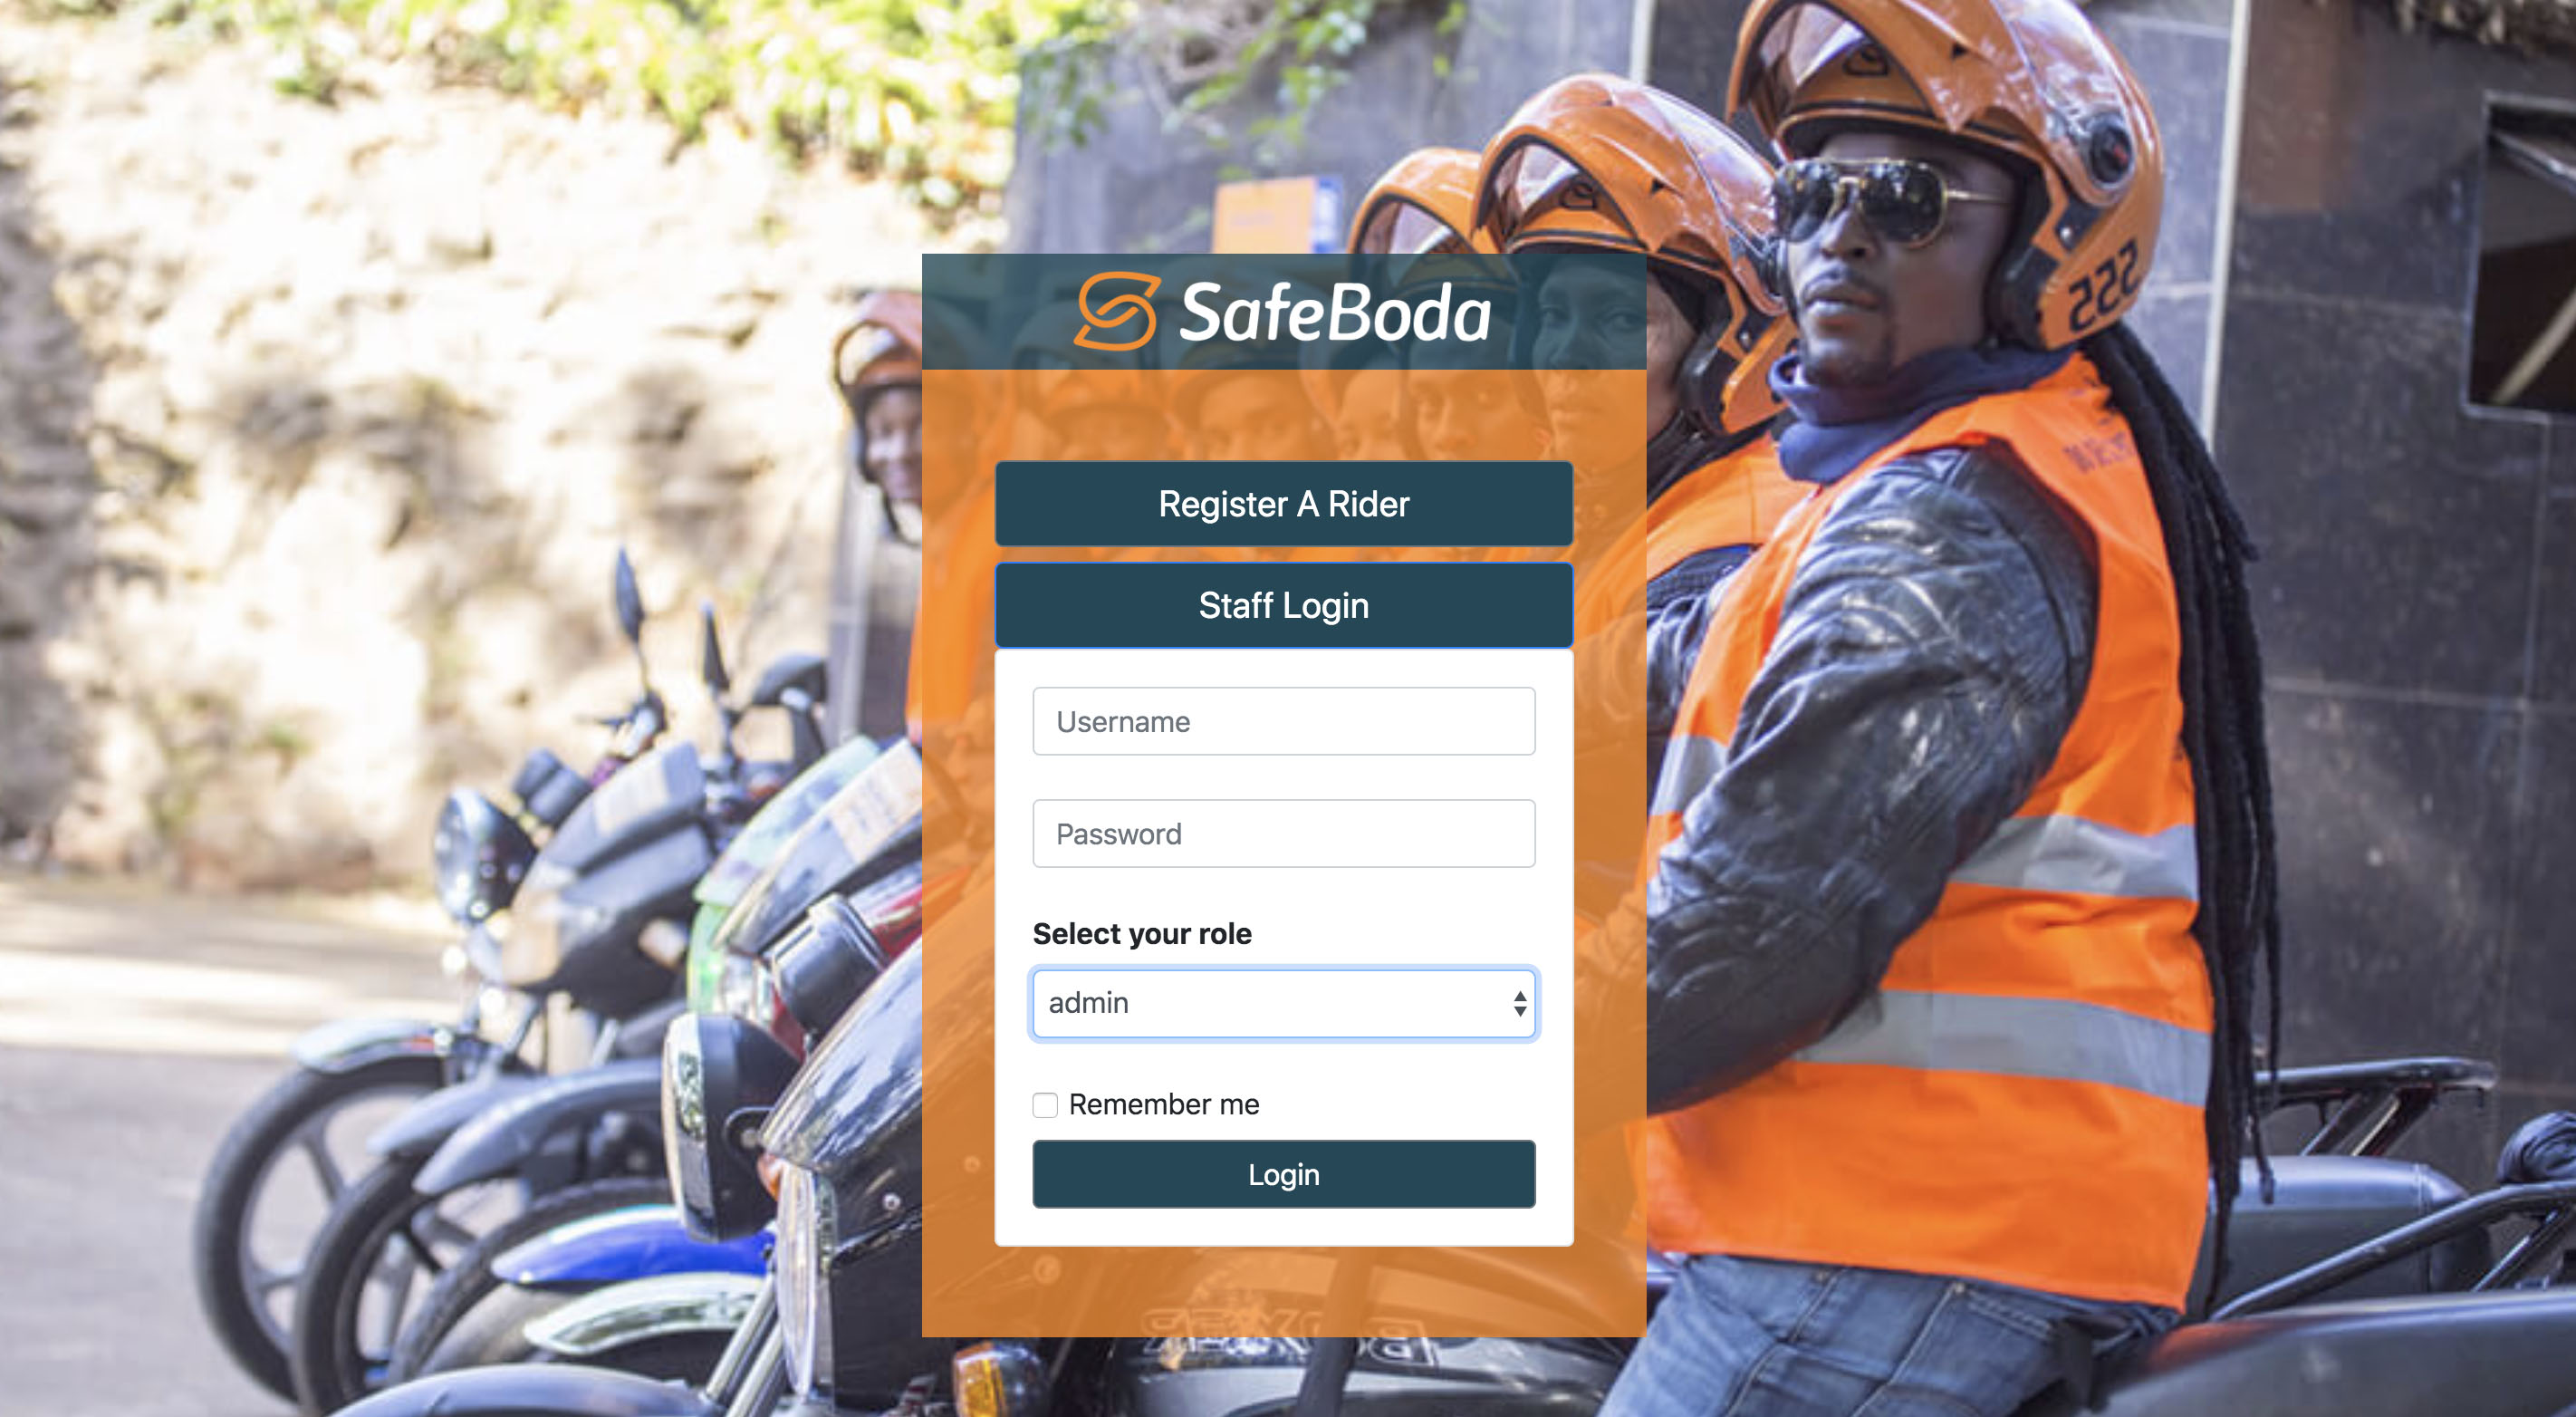 SafeBoda
Register A Rider
Staff Login
Username
Password
Select your role
admin
Remember me
Login